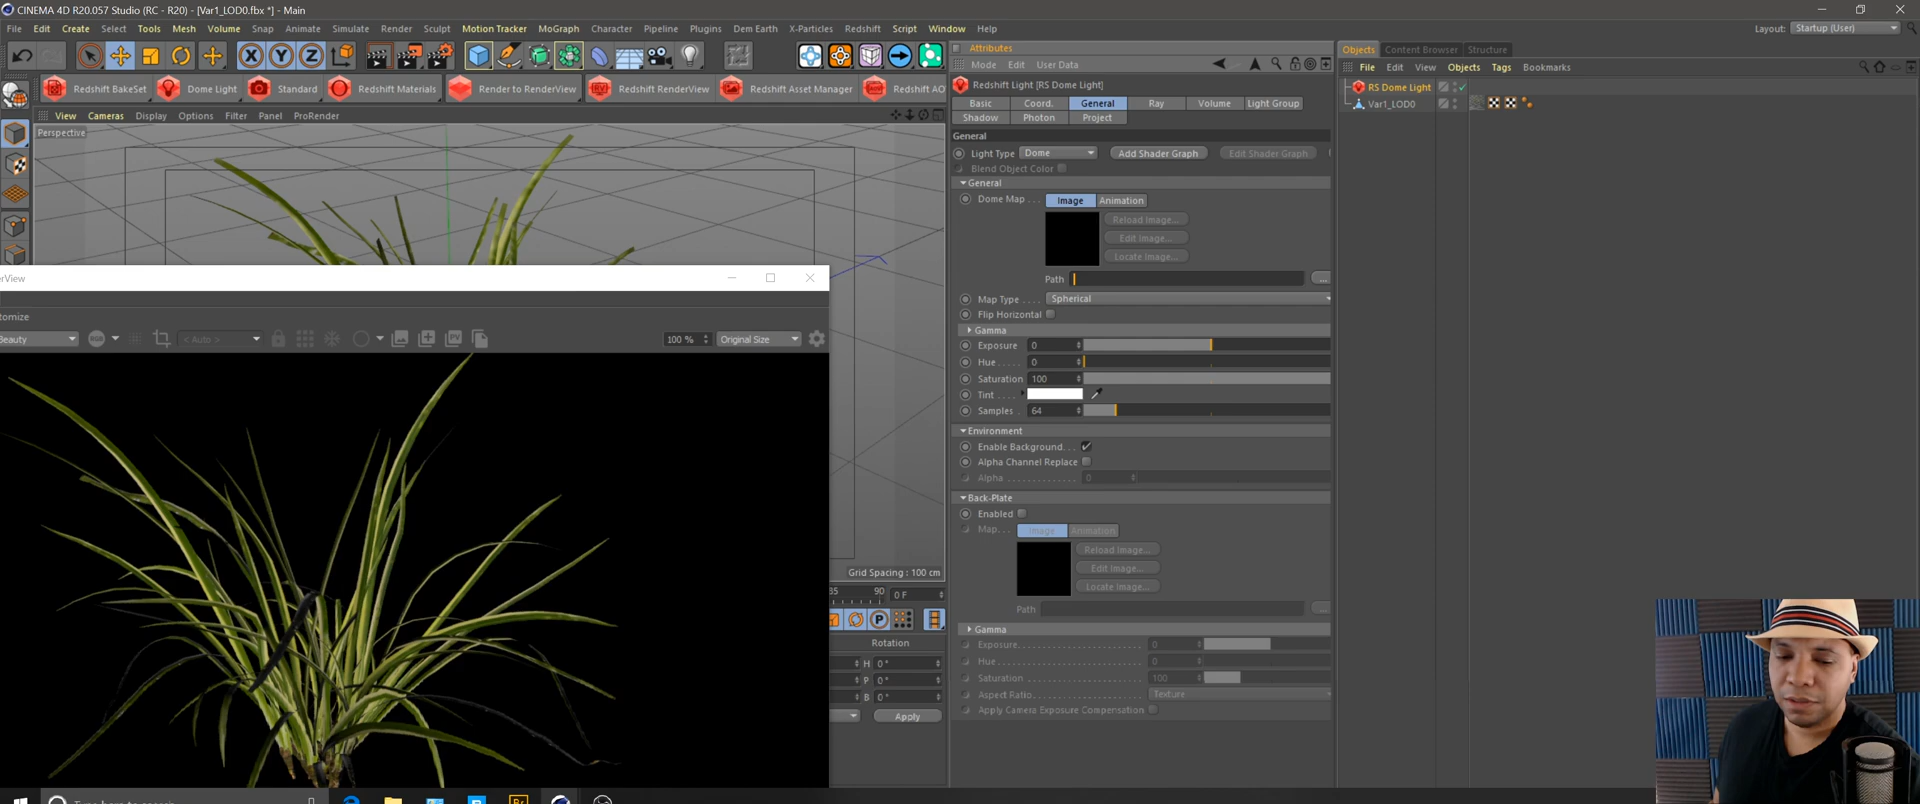 CINEMA 4D R20.057 Studio (RC - R20) - [Var1_LOD0.fbx *] - Main
File Edit Create Select Tools Mesh Volume Snap Animate Simulate Render Sculpt Motion Tracker MoGraph Character Pipeline Plugins Dem Earth X-Particles Redshift Script Window Help
Layout: Startup (User)
X Y Z
Redshift BakeSet Dome Light Standard Redshift Materials Render to RenderView Redshift RenderView Redshift Asset Manager Redshift AO
View Cameras Display Options Filter Panel ProRender
Perspective
Grid Spacing : 100 cm
erView
tomize
Beauty
< Auto >
100 %
Original Size
90
0 F
P
Rotation
H 0 °
P 0 °
B 0 °
Apply
Attributes
Mode Edit User Data
Redshift Light [RS Dome Light]
Basic Coord. General Ray Volume Light Group
Shadow Photon Project
General
Light Type Dome Add Shader Graph Edit Shader Graph
Blend Object Color
General
Dome Map . . . Image Animation
Reload Image...
Edit Image...
Locate Image...
Path ...
Map Type . . . . Spherical
Flip Horizontal
Gamma
Exposure 0
Hue . . . . . 0
Saturation 100
Tint . . . .
Samples . 64
Environment
Enable Background. . .
Alpha Channel Replace
Alpha . . . . . . . . . . . . . 0
Back-Plate
Enabled
Map. . . Image Animation
Reload Image...
Edit Image...
Locate Image...
Path ...
Gamma
Exposure. . . . . . . . . . . . . . . . . . 0
Hue . . . . . . . . . . . . . . . . . . . . . . 0
Saturation . . . . . . . . . . . . . . . . . 100
Aspect Ratio. . . . . . . . . . . . . . . Texture
Apply Camera Exposure Compensation
Objects Content Browser Structure
File Edit View Objects Tags Bookmarks
RS Dome Light
Var1_LOD0
Type here to search
Br